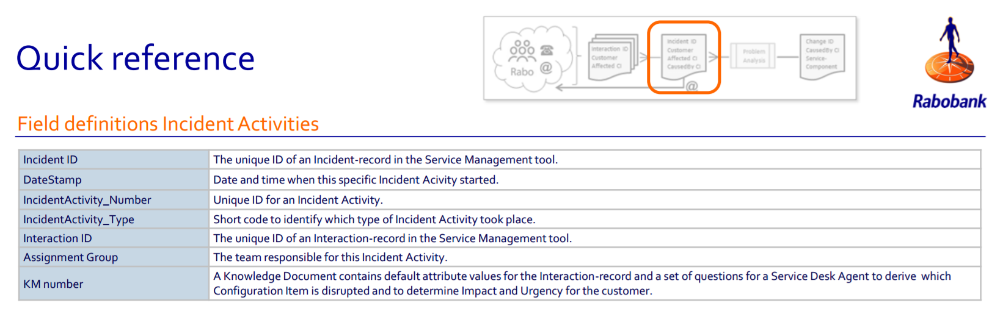 Quick reference
Rabo
@
Interaction ID
Customer
Affected CI
Incident ID
Customer
Affected CI
CausedBy CI
@
Problem
Analysis
Change ID
CausedBy CI
Service-
Component
Rabobank
Field definitions Incident Activities
Incident ID The unique ID of an Incident-record in the Service Management tool.
DateStamp Date and time when this specific Incident Acivity started.
IncidentActivity_Number Unique ID for an Incident Activity.
IncidentActivity_Type Short code to identify which type of Incident Activity took place.
Interaction ID The unique ID of an Interaction-record in the Service Management tool.
Assignment Group The team responsible for this Incident Activity.
KM number A Knowledge Document contains default attribute values for the Interaction-record and a set of questions for a Service Desk Agent to derive which
Configuration Item is disrupted and to determine Impact and Urgency for the customer.